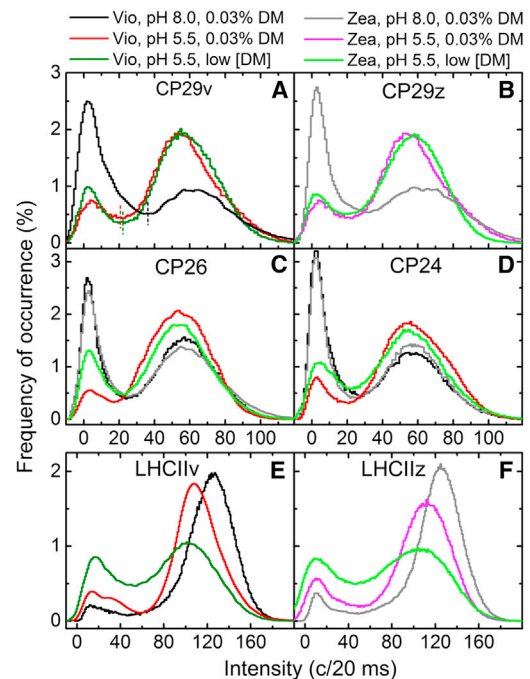 Vio, pH 8.0, 0.03% DM
Vio, pH 5.5, 0.03% DM
Vio, pH 5.5, low [DM]
Zea, pH 8.0, 0.03% DM
Zea, pH 5.5, 0.03% DM
Zea, pH 5.5, low [DM]
3
2
1
0
CP29v
A
CP29z
B
Frequency of occurrence (%)
3
2
1
0
CP26
C
CP24
D
0 20 40 60 80 100
0 20 40 60 80 100
2
1
0
LHCIIv
E
LHCIIz
F
0 40 80 120 160
0 40 80 120 160
Intensity (c/20 ms)